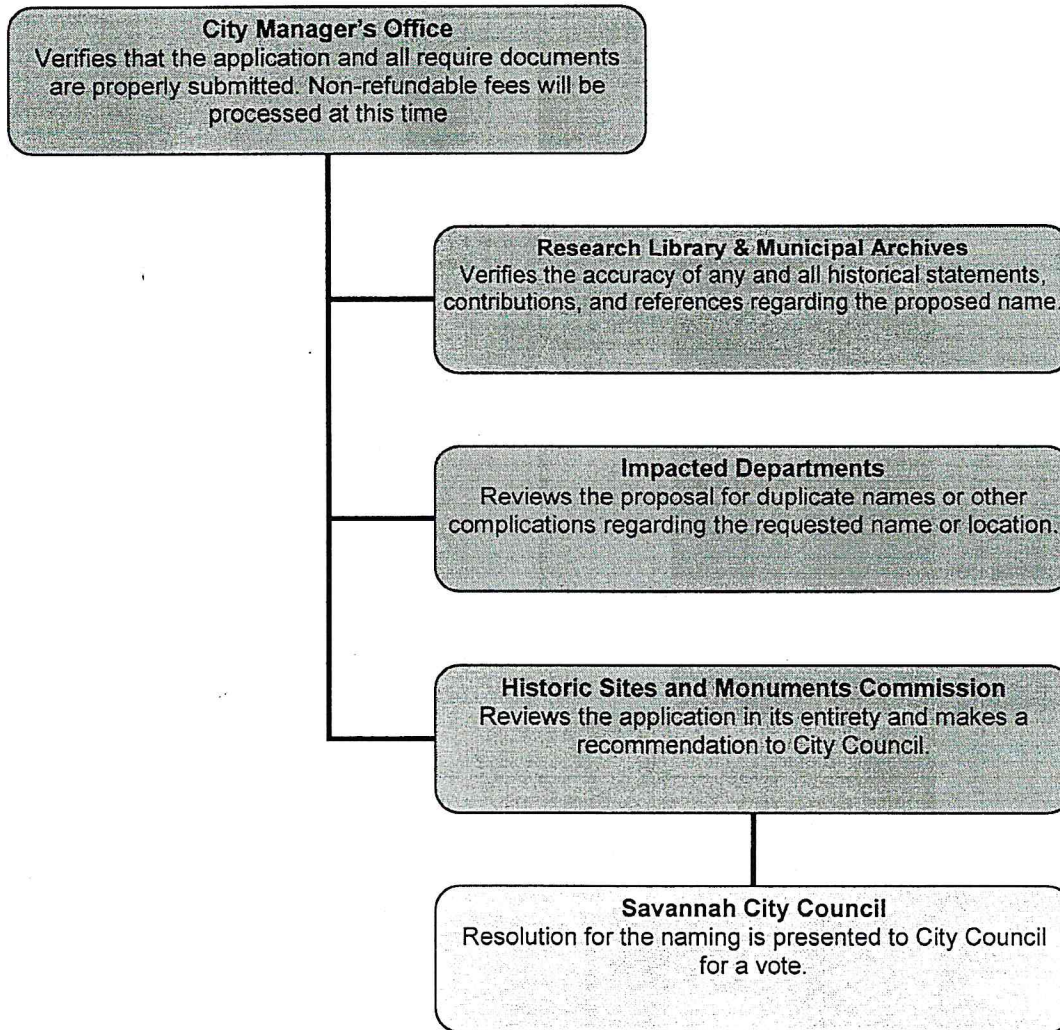 City Manager's Office
Verifies that the application and all require documents
are properly submitted. Non-refundable fees will be
processed at this time
Research Library & Municipal Archives
Verifies the accuracy of any and all historical statements,
contributions, and references regarding the proposed name.
Impacted Departments
Reviews the proposal for duplicate names or other
complications regarding the requested name or location.
Historic Sites and Monuments Commission
Reviews the application in its entirety and makes a
recommendation to City Council.
Savannah City Council
Resolution for the naming is presented to City Council
for a vote.